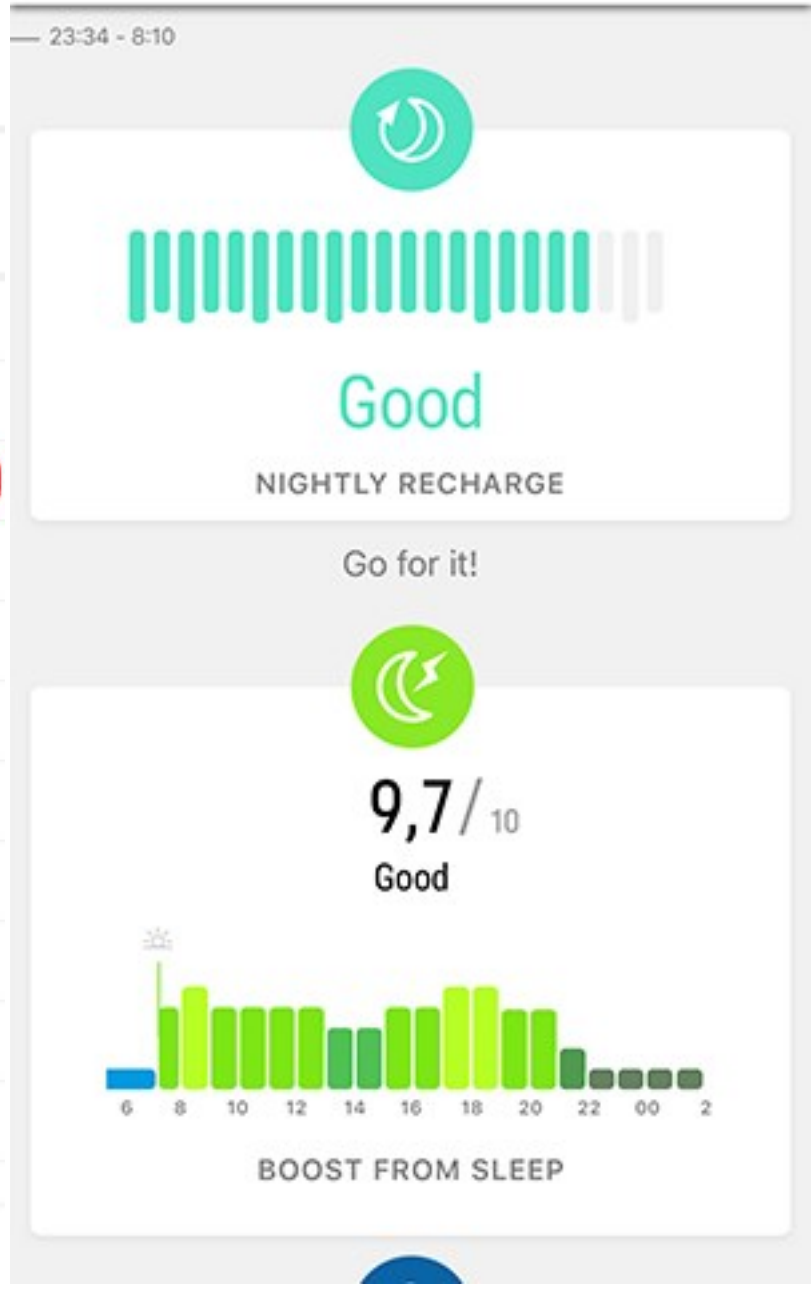 23:34 - 8:10
Good
NIGHTLY RECHARGE
Go for it!
9,7/10
Good
6 8 10 12 14 16 18 20 22 00 2
BOOST FROM SLEEP